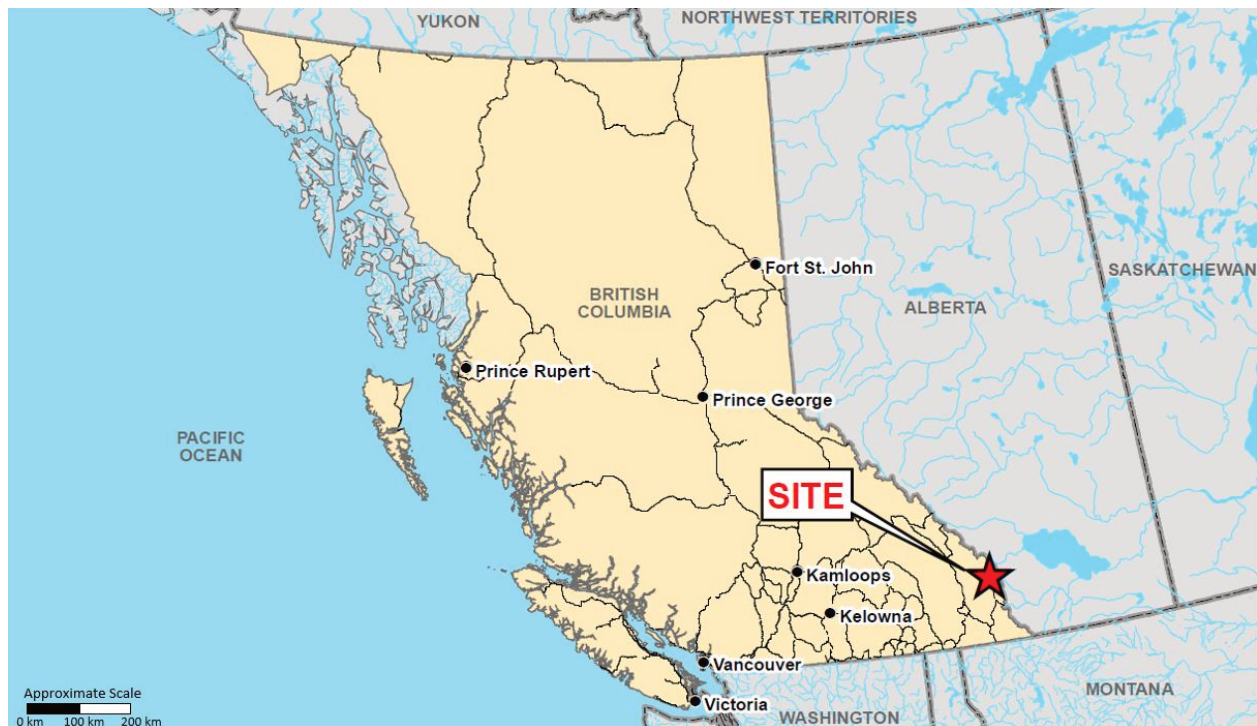 YUKON
NORTHWEST TERRITORIES
Fort St. John
SASKATCHEWAN
BRITISH
COLUMBIA
ALBERTA
Prince Rupert
Prince George
PACIFIC
OCEAN
SITE
Kamloops
Kelowna
Vancouver
MONTANA
Approximate Scale
0 km 100 km 200 km
Victoria
WASHINGTON